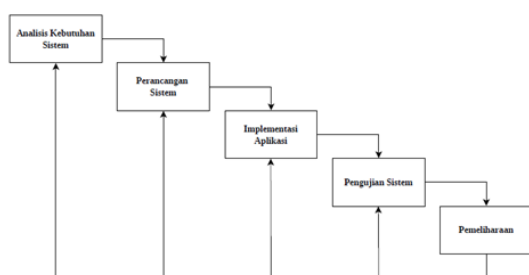 Analisis Kebutuhan
Sistem
Perancangan
Sistem
Implementasi
Aplikasi
Pengujian Sistem
Pemeliharaan